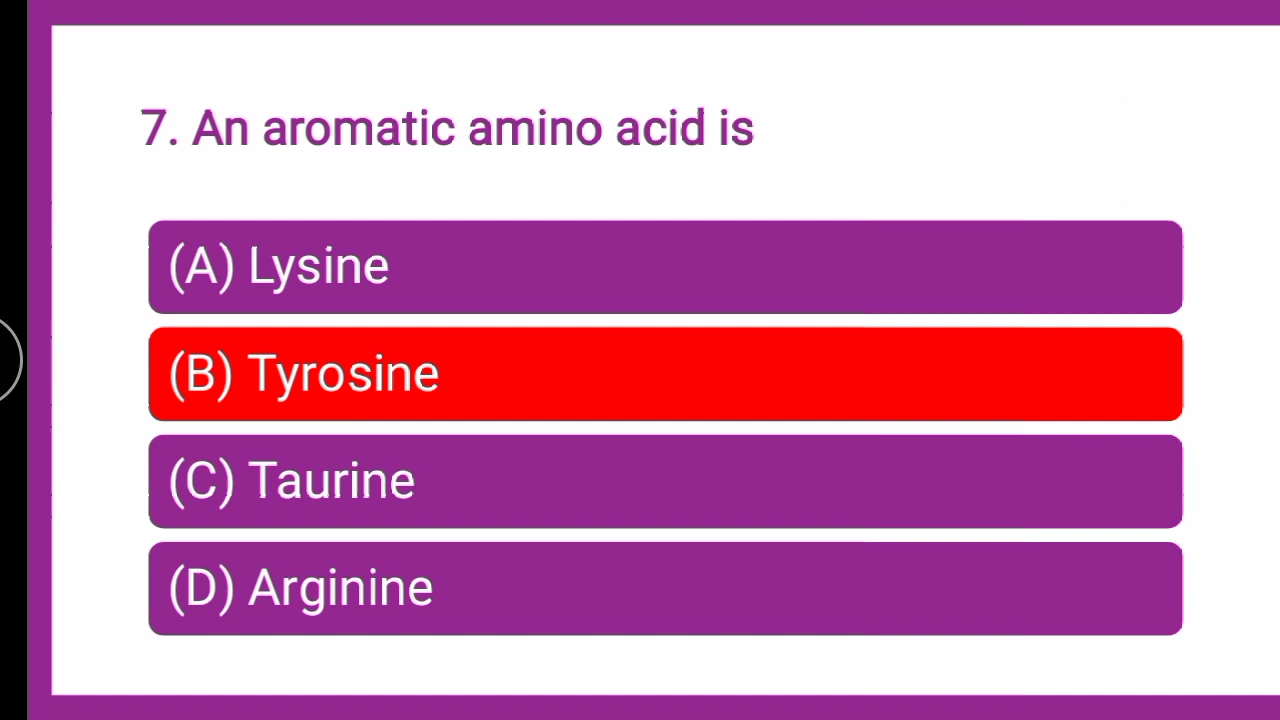 7. An aromatic amino acid is
(A) Lysine
(B) Tyrosine
(C) Taurine
(D) Arginine